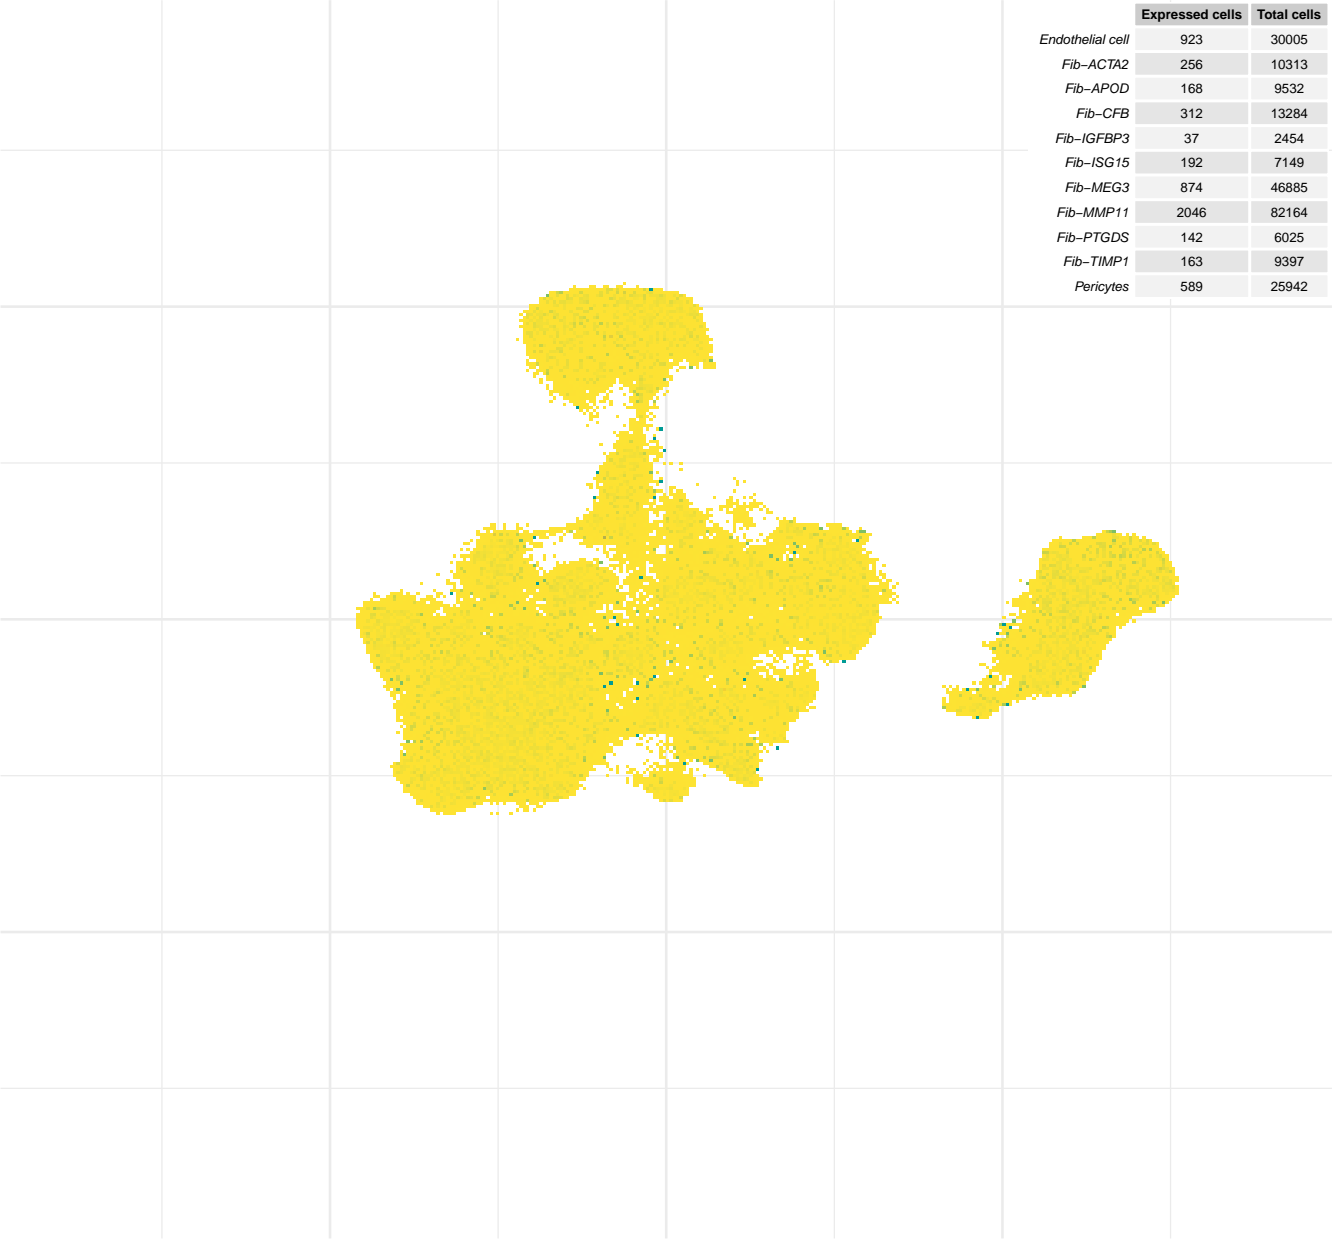 Expressed cells Total cells
Endothelial cell 923 30005
Fib−ACTA2 256 10313
Fib−APOD 168 9532
Fib−CFB 312 13284
Fib−IGFBP3 37 2454
Fib−ISG15 192 7149
Fib−MEG3 874 46885
Fib−MMP11 2046 82164
Fib−PTGDS 142 6025
Fib−TIMP1 163 9397
Pericytes 589 25942